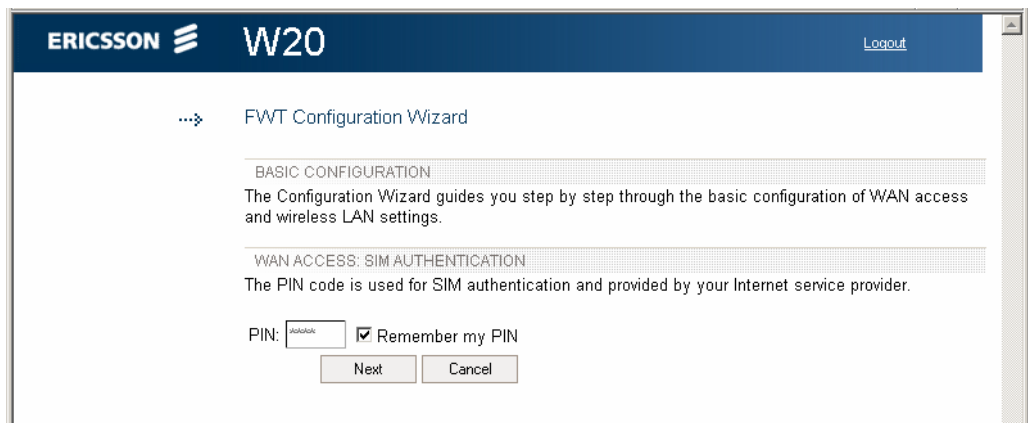 ERICSSON W20 Logout
FWT Configuration Wizard
BASIC CONFIGURATION
The Configuration Wizard guides you step by step through the basic configuration of WAN access
and wireless LAN settings.
WAN ACCESS: SIM AUTHENTICATION
The PIN code is used for SIM authentication and provided by your Internet service provider.
PIN: **** Remember my PIN
Next Cancel